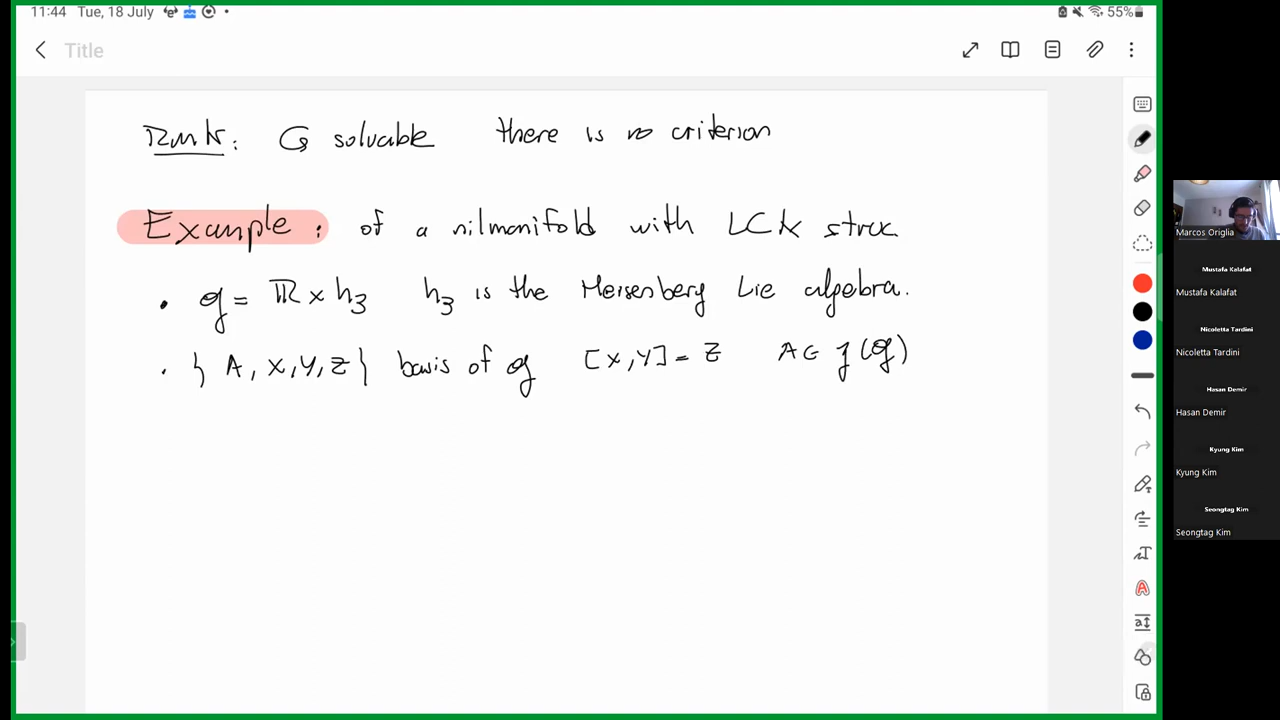 11:44 Tue, 18 July
55%
Title
Rmk: G solvable there is no criterion
Example: of a nilmanifold with LCK struc
• g = ℝ × h₃ h₃ is the Heisenberg Lie algebra.
• { A, X, Y, Z } basis of g [X, Y] = Z A ∈ z(g)
Marcos Origlia
Mustafa Kalafat
Mustafa Kalafat
Nicoletta Tardini
Nicoletta Tardini
Hasan Demir
Hasan Demir
Kyung Kim
Kyung Kim
Seongtag Kim
Seongtag Kim